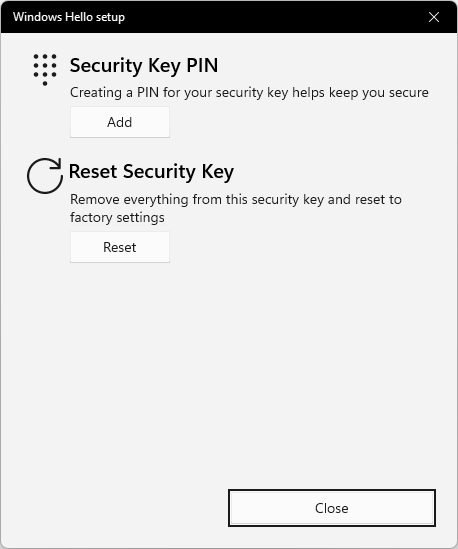 Windows Hello setup
Security Key PIN
Creating a PIN for your security key helps keep you secure
Add
Reset Security Key
Remove everything from this security key and reset to
factory settings
Reset
Close